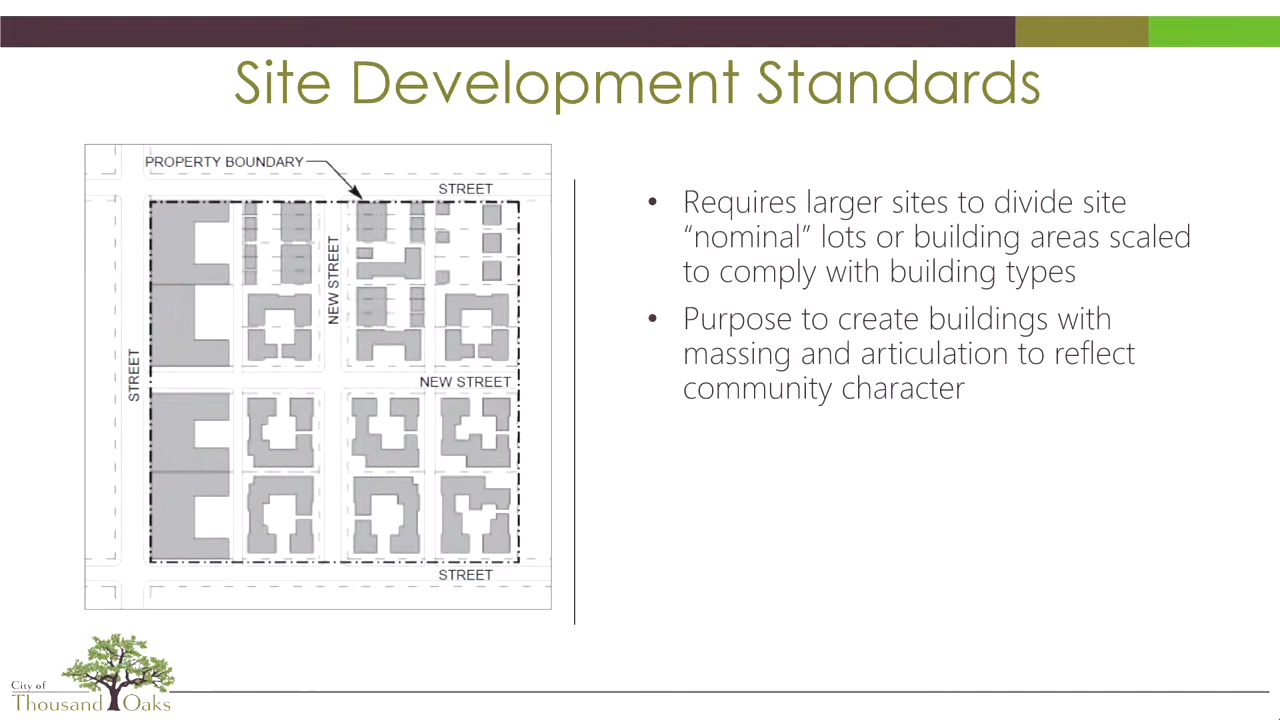 Site Development Standards
PROPERTY BOUNDARY
STREET
NEW STREET
STREET
NEW STREET
STREET
• Requires larger sites to divide site
“nominal” lots or building areas scaled
to comply with building types
• Purpose to create buildings with
massing and articulation to reflect
community character
City of
Thousand Oaks